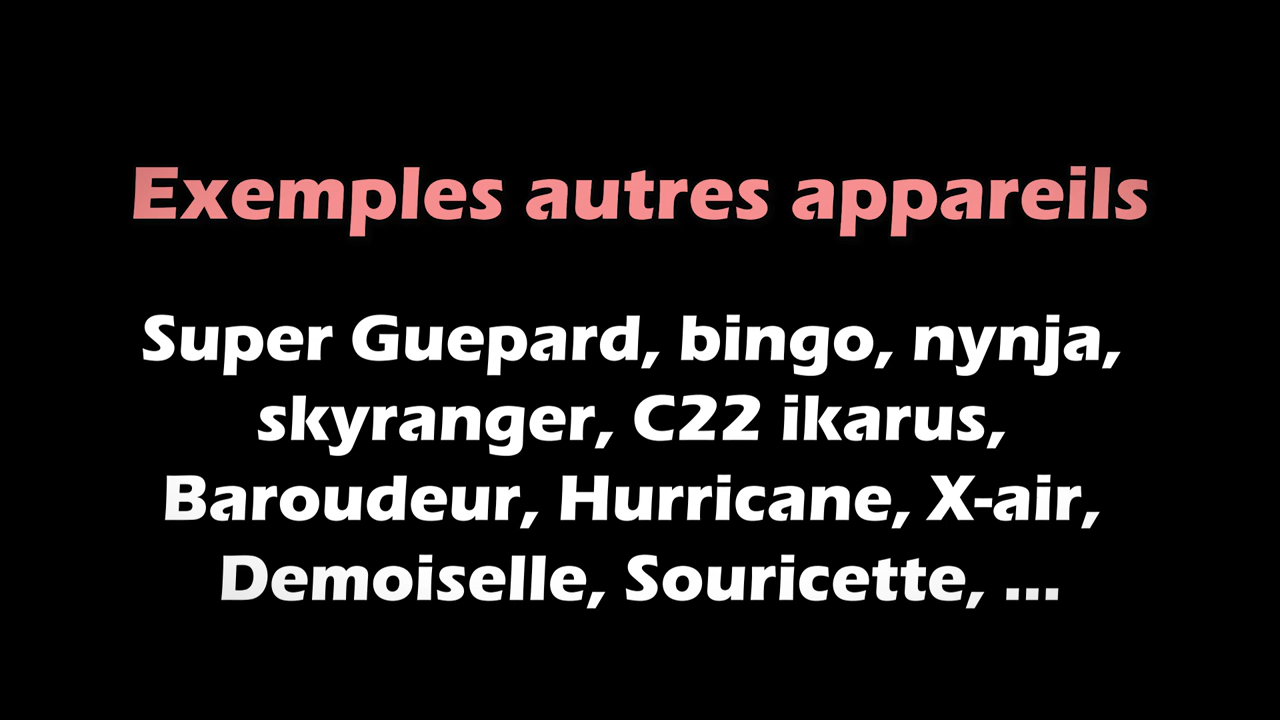 Exemples autres appareils
Super Guepard, bingo, nynja,
skyranger, C22 ikarus,
Baroudeur, Hurricane, X-air,
Demoiselle, Souricette, ...